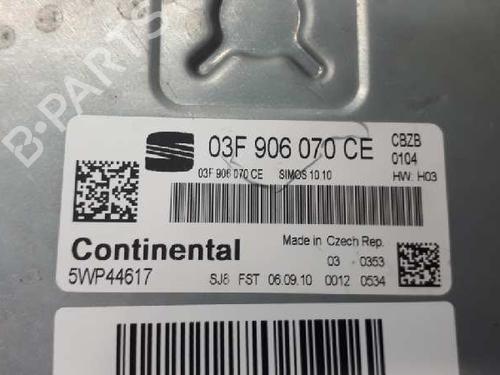 B-PARTS
03F 906 070 CE
CBZB
0104
03F 906 070 CE SIMOS 10 10
HW: H03
Continental
Made in Czech Rep.
03 0353
5WP44617
SJ8 FST 06.09.10 0012 0534